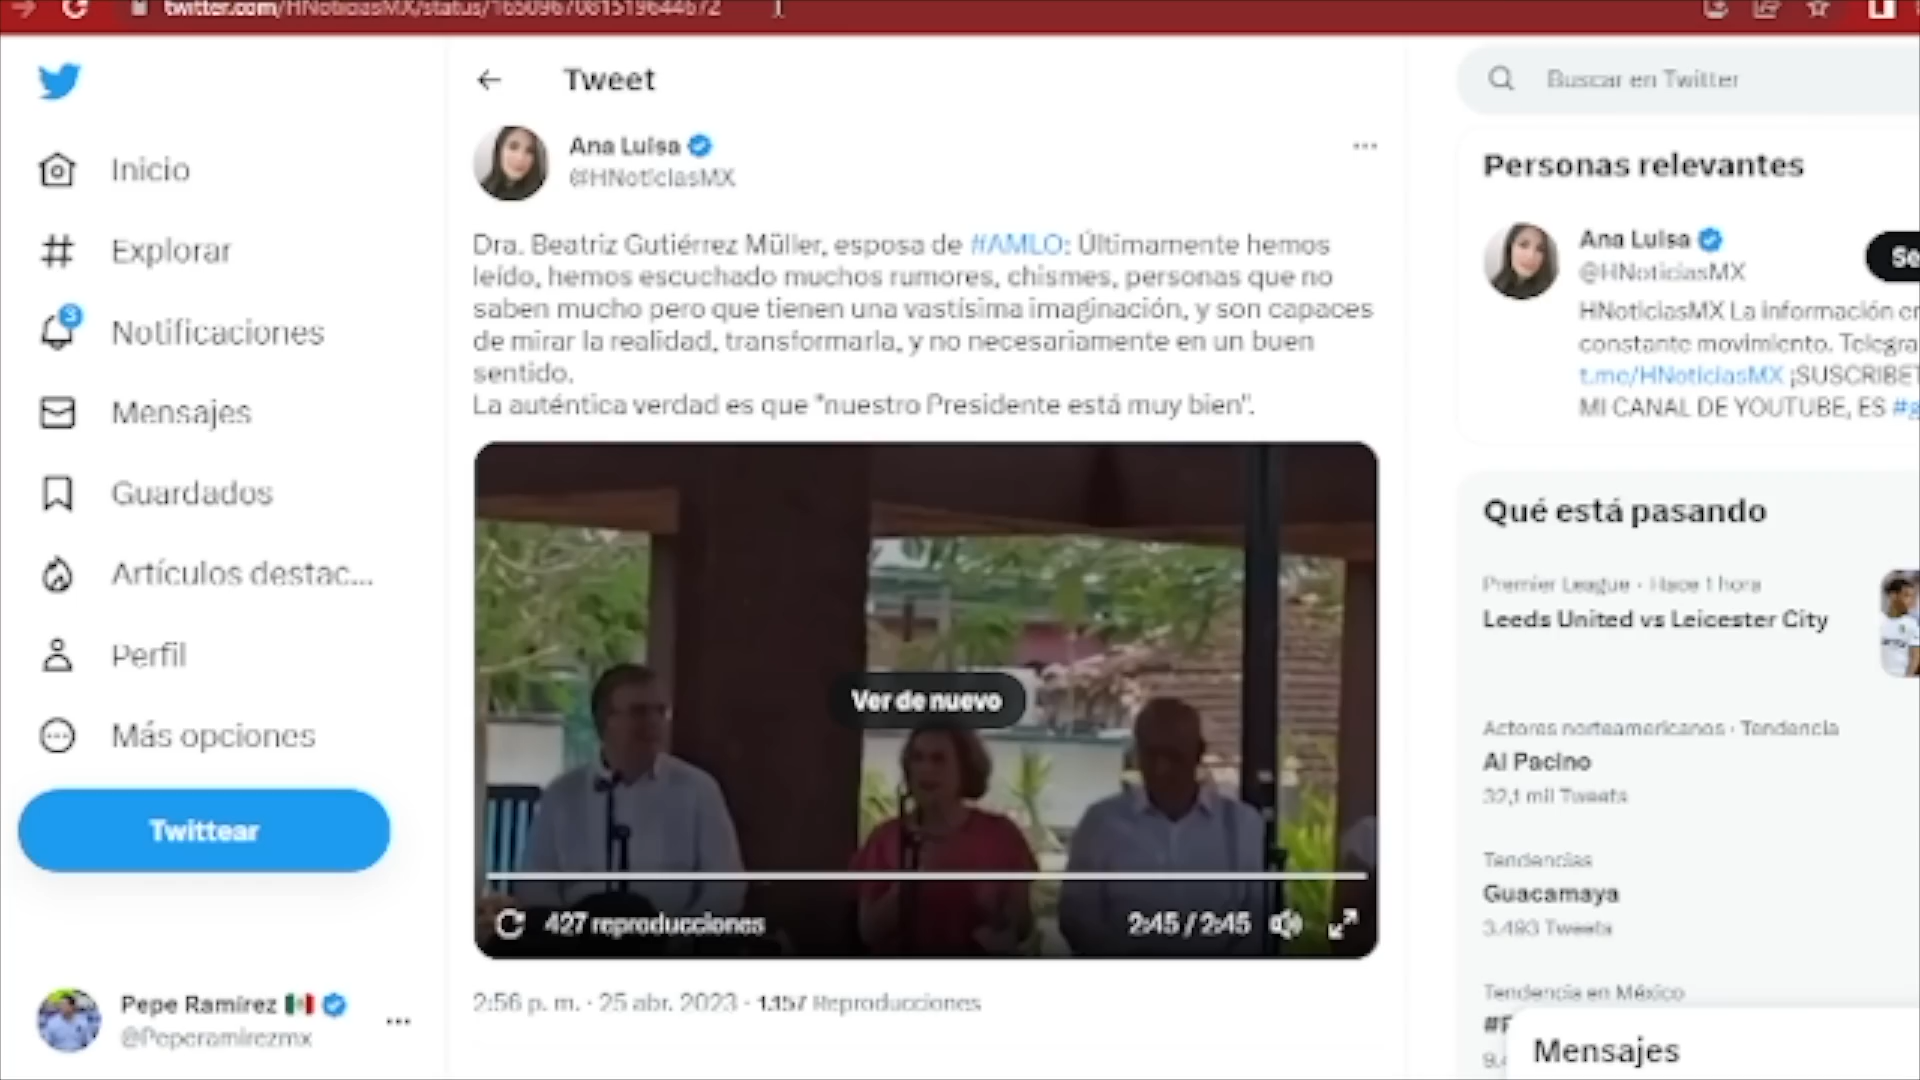 twitter.com/HNoticiasMX/status/1650967081519644672
Tweet
Buscar en Twitter
Inicio
Explorar
3
Notificaciones
Mensajes
Guardados
Artículos destac...
Perfil
Más opciones
Twittear
Pepe Ramírez
@Peperamirezmx
Ana Luisa
@HNoticiasMX
Dra. Beatriz Gutiérrez Müller, esposa de #AMLO: Últimamente hemos
leído, hemos escuchado muchos rumores, chismes, personas que no
saben mucho pero que tienen una vastísima imaginación, y son capaces
de mirar la realidad, transformarla, y no necesariamente en un buen
sentido.
La auténtica verdad es que "nuestro Presidente está muy bien".
Ver de nuevo
427 reproducciones
2:45 / 2:45
2:56 p. m. · 25 abr. 2023 · 1.157 Reproducciones
Personas relevantes
Ana Luisa
@HNoticiasMX
Se
HNoticiasMX La información en
constante movimiento. Telegra
t.me/HNoticiasMX ¡SUSCRIBET
MI CANAL DE YOUTUBE, ES #g
Qué está pasando
Premier League · Hace 1 hora
Leeds United vs Leicester City
Actores norteamericanos · Tendencia
Al Pacino
32,1 mil Tweets
Tendencias
Guacamaya
3.493 Tweets
Tendencia en México
Mensajes